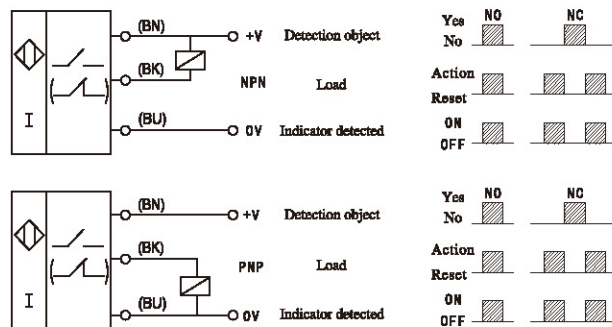 (BN) +V Detection object Yes No NO NC
(BK) NPN Load Action Reset
I (BU) 0V Indicator detected ON OFF
(BN) +V Detection object Yes No NO NC
(BK) PNP Load Action Reset
I (BU) 0V Indicator detected ON OFF